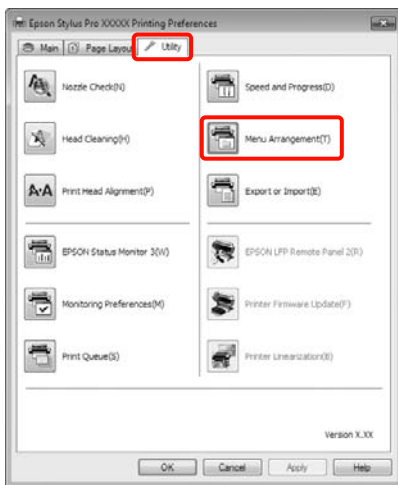 Epson Stylus Pro XXXXX Printing Preferences
Main Page Layout Utility
Nozzle Check(N)
Speed and Progress(D)
Head Cleaning(H)
Menu Arrangement(T)
Print Head Alignment(P)
Export or Import(E)
EPSON Status Monitor 3(W)
EPSON LFP Remote Panel 2(R)
Monitoring Preferences(M)
Printer Firmware Update(F)
Print Queue(S)
Printer Linearization(B)
Version X.XX
OK Cancel Apply Help